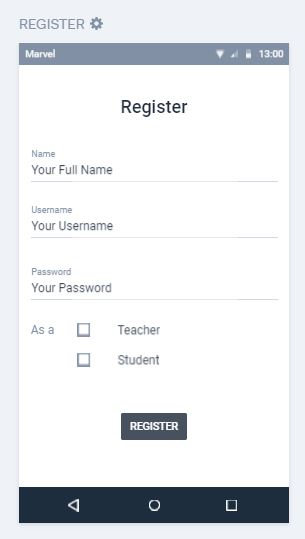 REGISTER
Marvel 13:00
Register
Name
Your Full Name
Username
Your Username
Password
Your Password
As a Teacher
Student
REGISTER